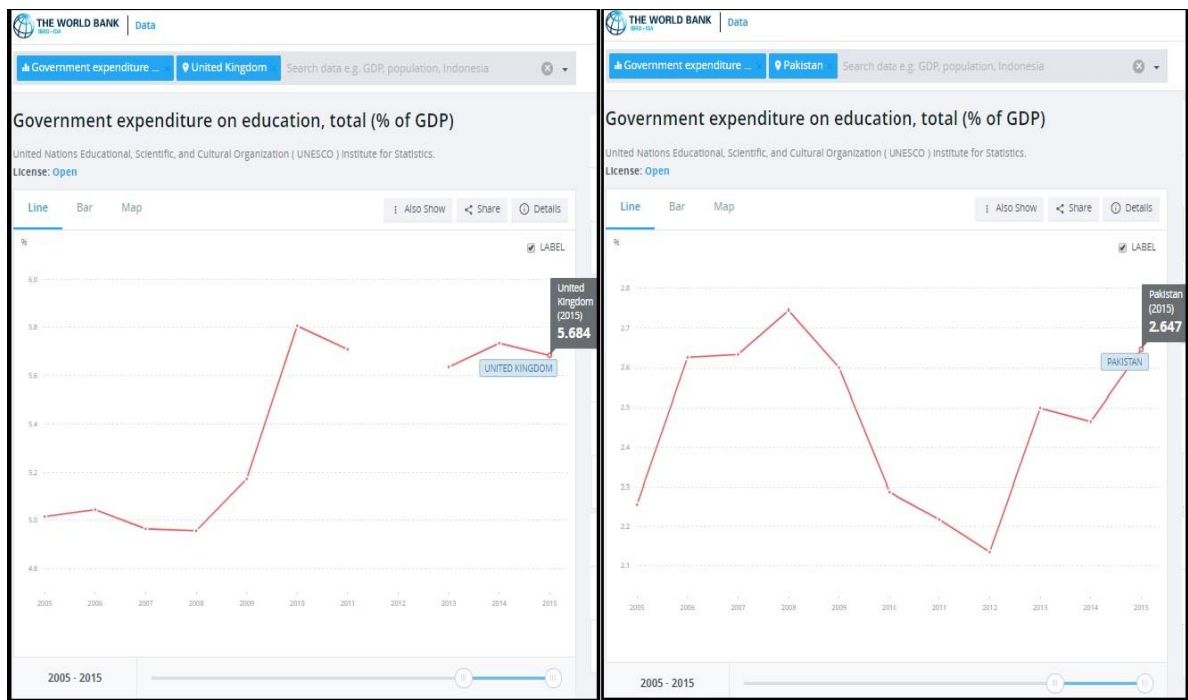 THE WORLD BANK
IBRD • IDA
Data
Government expenditure ... ×
United Kingdom ×
Search data e.g. GDP, population, Indonesia
Government expenditure on education, total (% of GDP)
United Nations Educational, Scientific, and Cultural Organization ( UNESCO ) Institute for Statistics.
License: Open
Line Bar Map
Also Show Share Details
%
LABEL
6.0
5.8
5.6
5.4
5.2
5.0
4.8
United
Kingdom
(2015)
5.684
UNITED KINGDOM
2005 2006 2007 2008 2009 2010 2011 2012 2013 2014 2015
2005 - 2015
THE WORLD BANK
IBRD • IDA
Data
Government expenditure ... ×
Pakistan ×
Search data e.g. GDP, population, Indonesia
Government expenditure on education, total (% of GDP)
United Nations Educational, Scientific, and Cultural Organization ( UNESCO ) Institute for Statistics.
License: Open
Line Bar Map
Also Show Share Details
%
LABEL
2.8
2.7
2.6
2.5
2.4
2.3
2.2
2.1
Pakistan
(2015)
2.647
PAKISTAN
2005 2006 2007 2008 2009 2010 2011 2012 2013 2014 2015
2005 - 2015